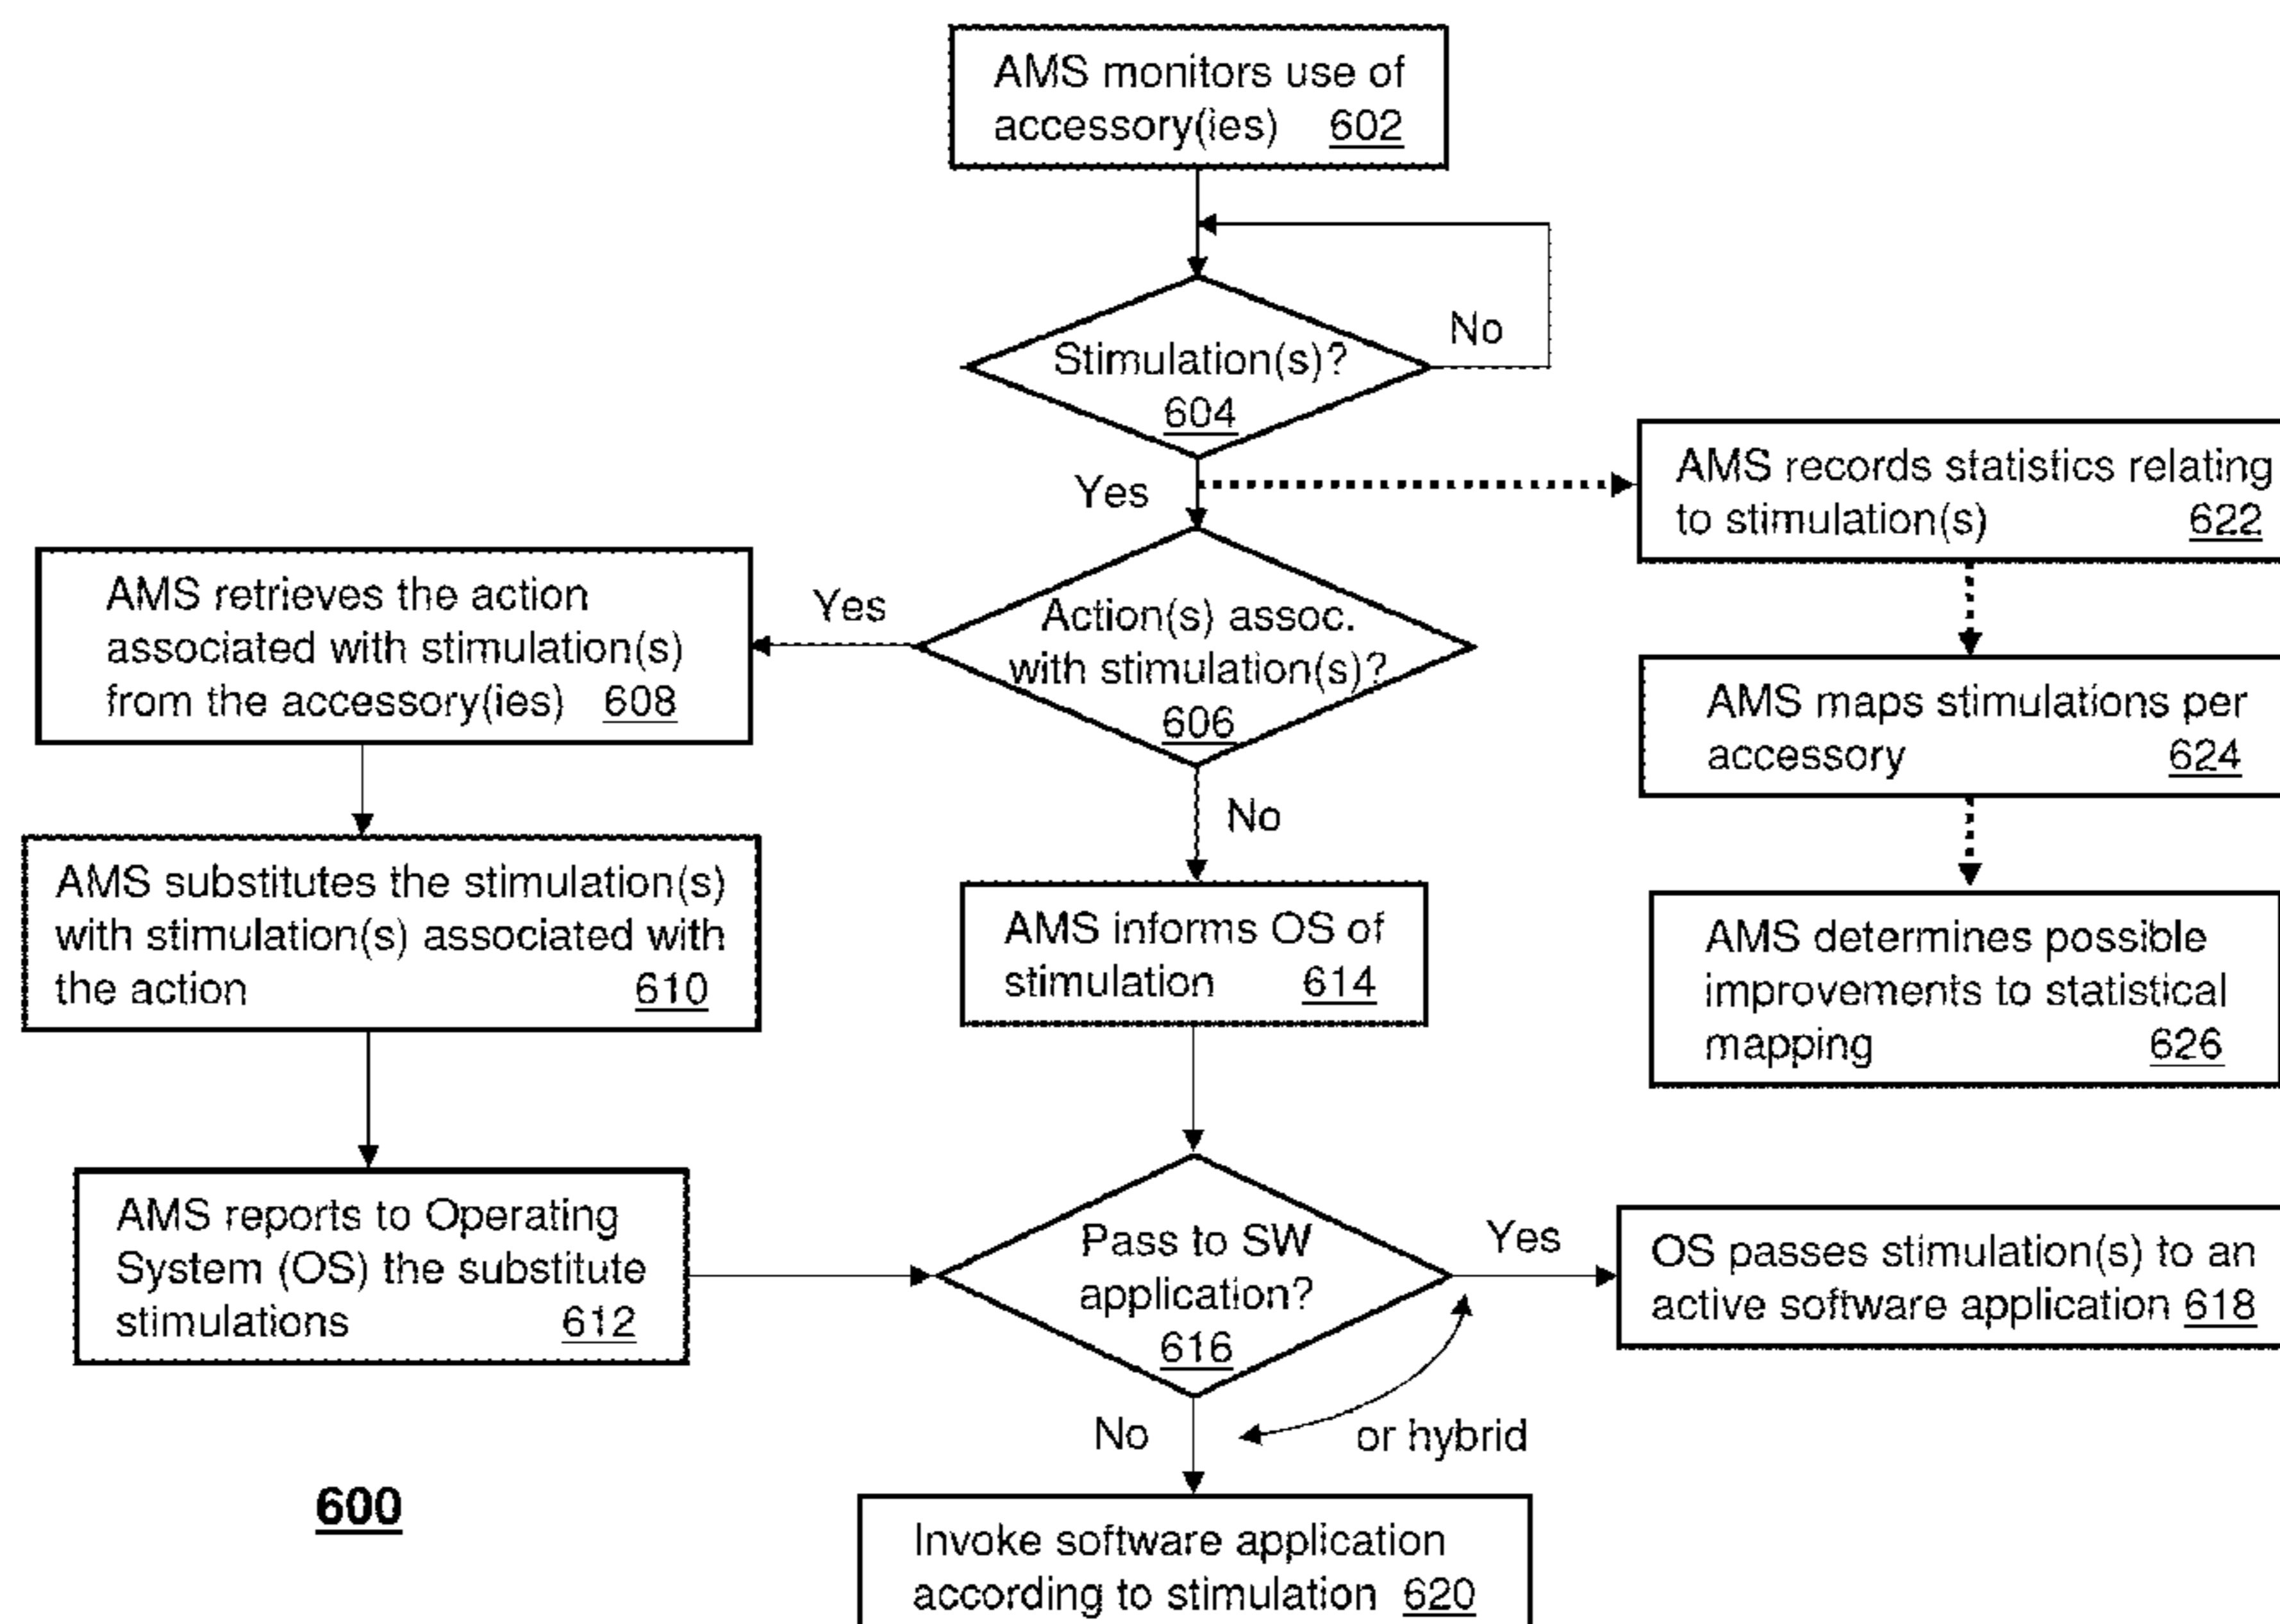 AMS monitors use of
accessory(ies) 602
Stimulation(s)?
604
No
Yes
AMS records statistics relating
to stimulation(s) 622
Action(s) assoc.
with stimulation(s)?
606
Yes
No
AMS retrieves the action
associated with stimulation(s)
from the accessory(ies) 608
AMS maps stimulations per
accessory 624
AMS substitutes the stimulation(s)
with stimulation(s) associated with
the action 610
AMS informs OS of
stimulation 614
AMS determines possible
improvements to statistical
mapping 626
AMS reports to Operating
System (OS) the substitute
stimulations 612
Pass to SW
application?
616
Yes
OS passes stimulation(s) to an
active software application 618
No
or hybrid
600
Invoke software application
according to stimulation 620